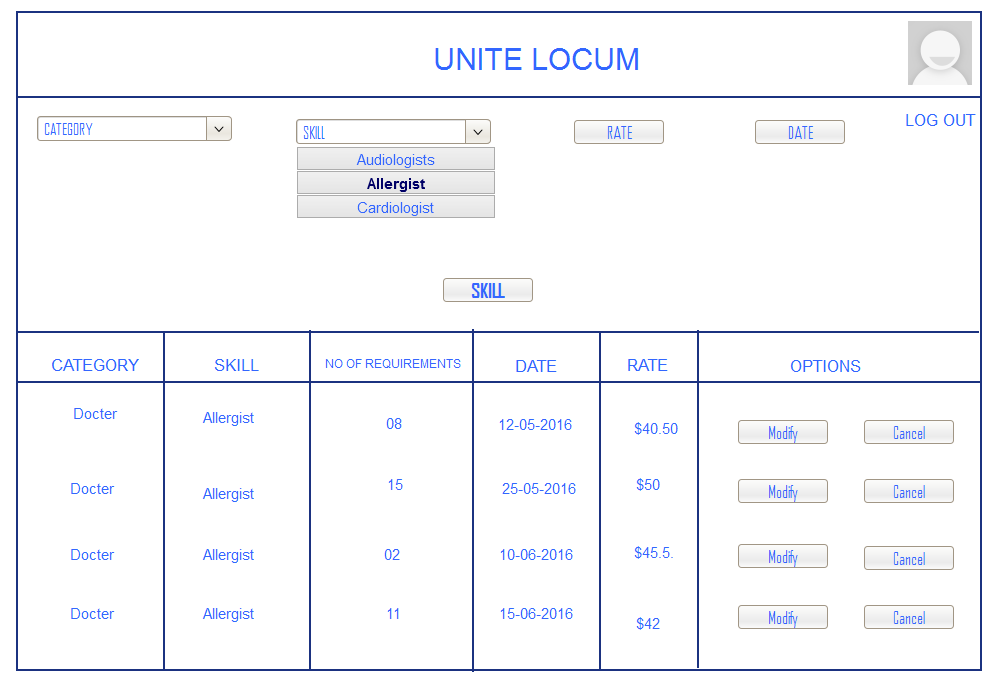 UNITE LOCUM
LOG OUT
CATEGORY SKILL RATE DATE
Audiologists
Allergist
Cardiologist
SKILL
CATEGORY SKILL NO OF REQUIREMENTS DATE RATE OPTIONS
Docter Allergist 08 12-05-2016 $40.50 Modify Cancel
Docter Allergist 15 25-05-2016 $50 Modify Cancel
Docter Allergist 02 10-06-2016 $45.5. Modify Cancel
Docter Allergist 11 15-06-2016 $42 Modify Cancel